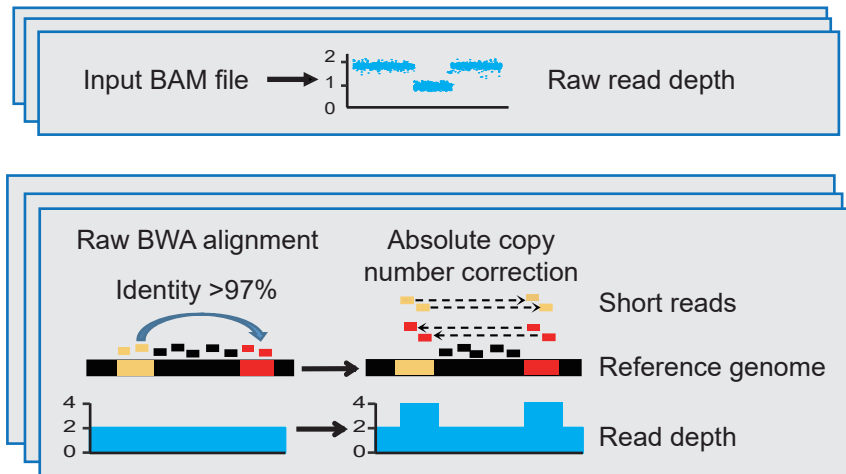 Input BAM file
2
1
0
Raw read depth
Raw BWA alignment
Absolute copy
number correction
Identity >97%
Short reads
Reference genome
4
2
0
4
2
0
Read depth